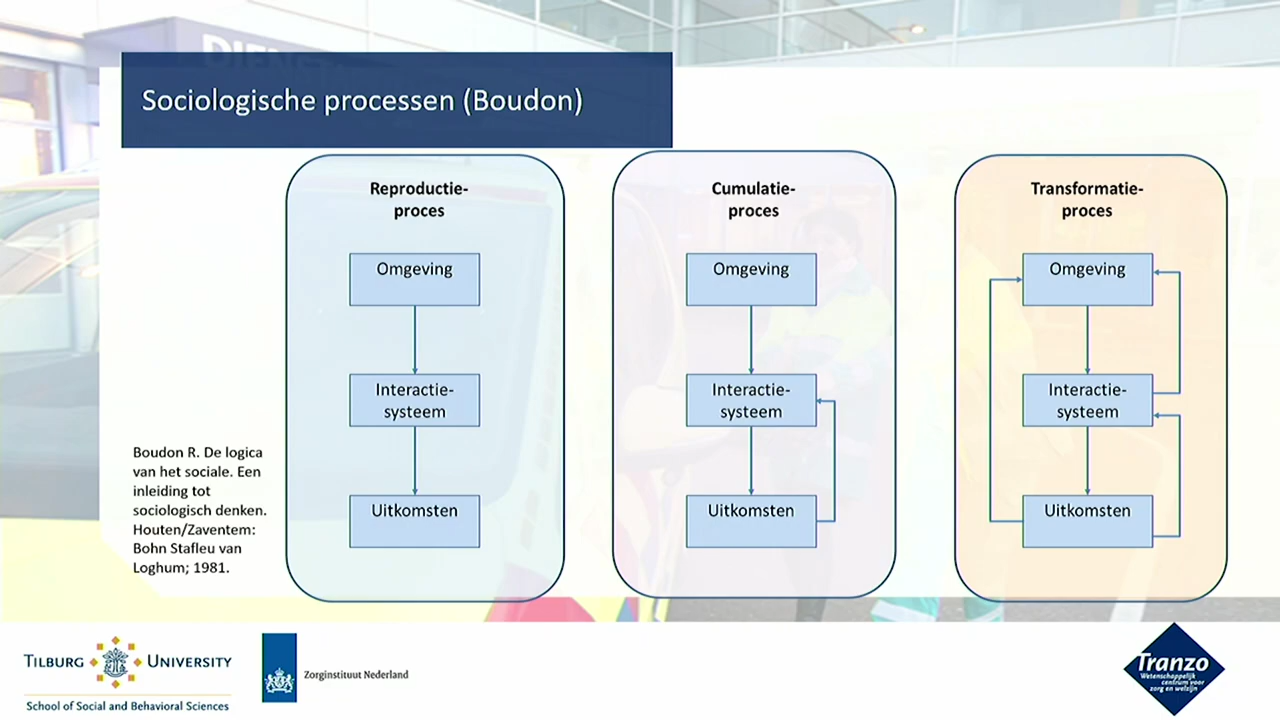 DIENST
Sociologische processen (Boudon)
Reproductie-
proces
Omgeving
Interactie-
systeem
Uitkomsten
Cumulatie-
proces
Omgeving
Interactie-
systeem
Uitkomsten
Transformatie-
proces
Omgeving
Interactie-
systeem
Uitkomsten
Boudon R. De logica
van het sociale. Een
inleiding tot
sociologisch denken.
Houten/Zaventem:
Bohn Stafleu van
Loghum; 1981.
TILBURG UNIVERSITY
School of Social and Behavioral Sciences
Zorginstituut Nederland
Tranzo
Wetenschappelijk
centrum voor
zorg en welzijn